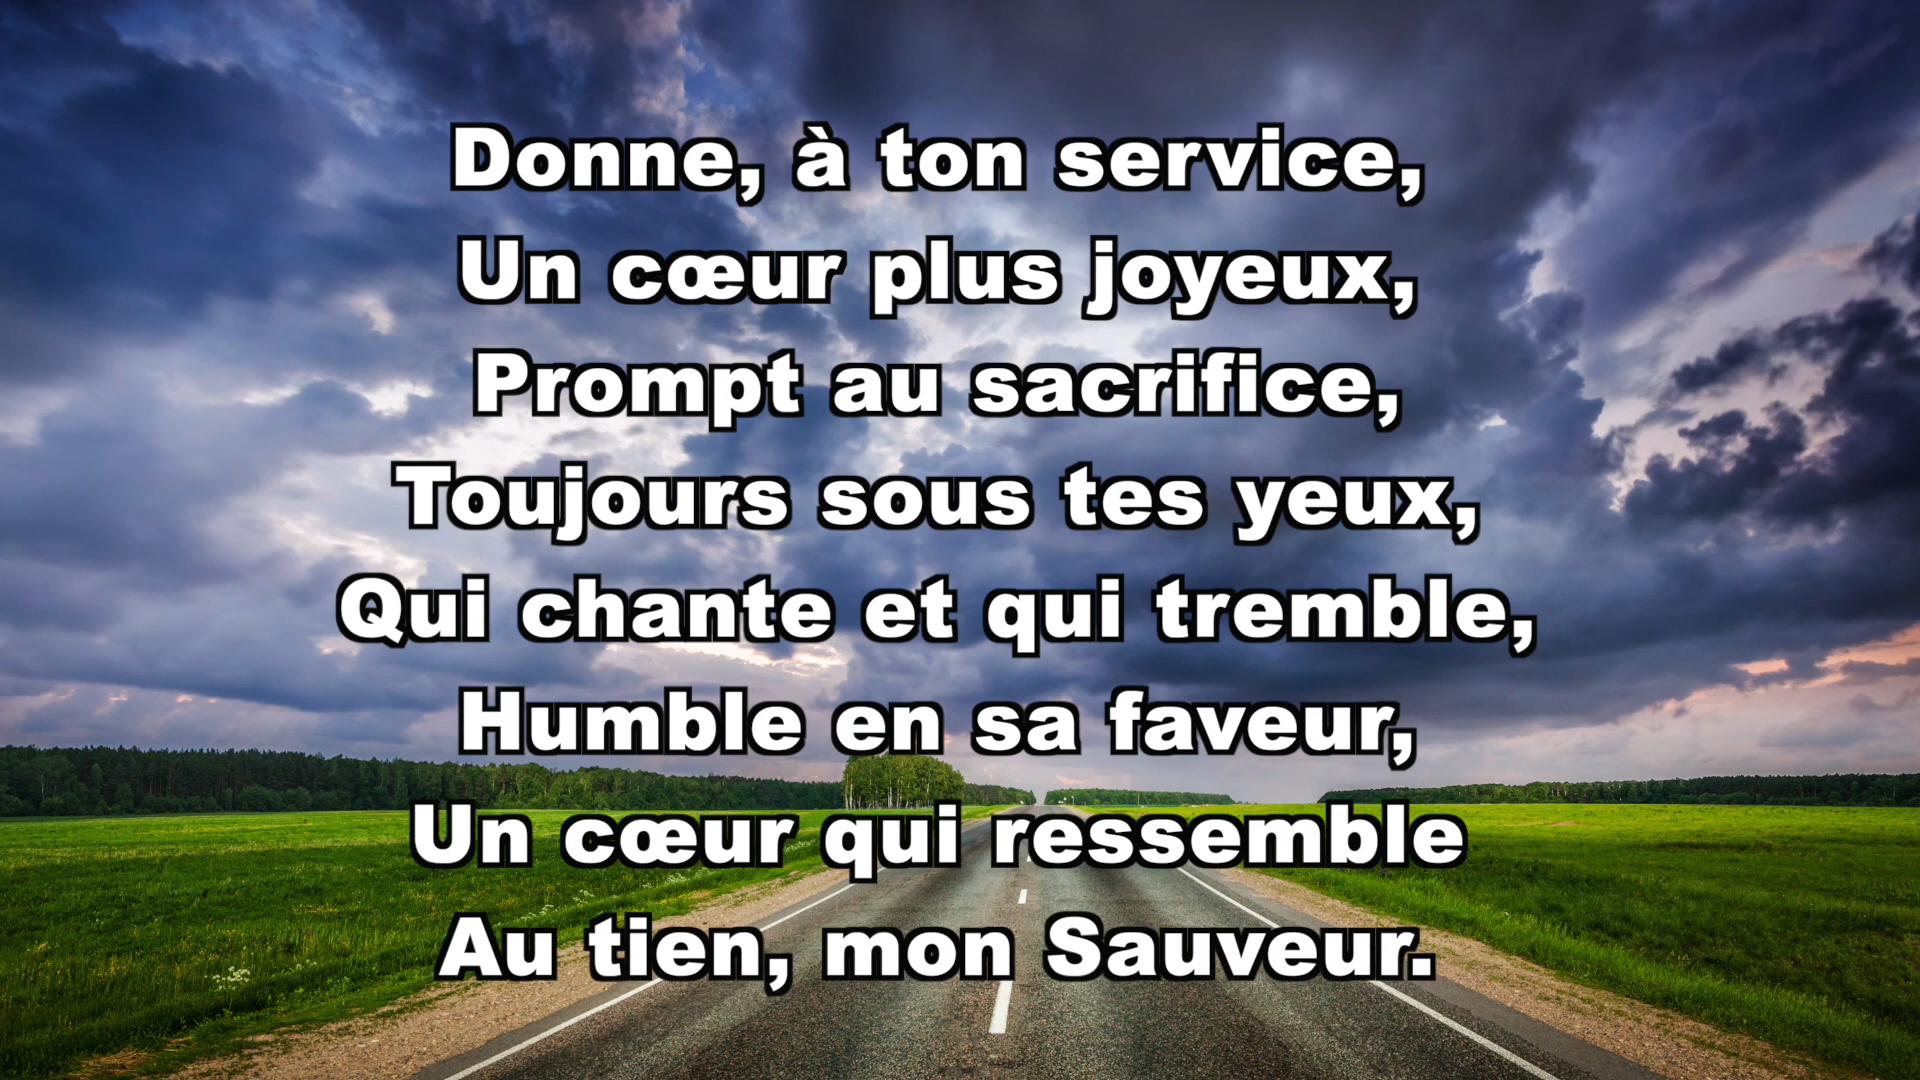 Donne, à ton service,
Un cœur plus joyeux,
Prompt au sacrifice,
Toujours sous tes yeux,
Qui chante et qui tremble,
Humble en sa faveur,
Un cœur qui ressemble
Au tien, mon Sauveur.